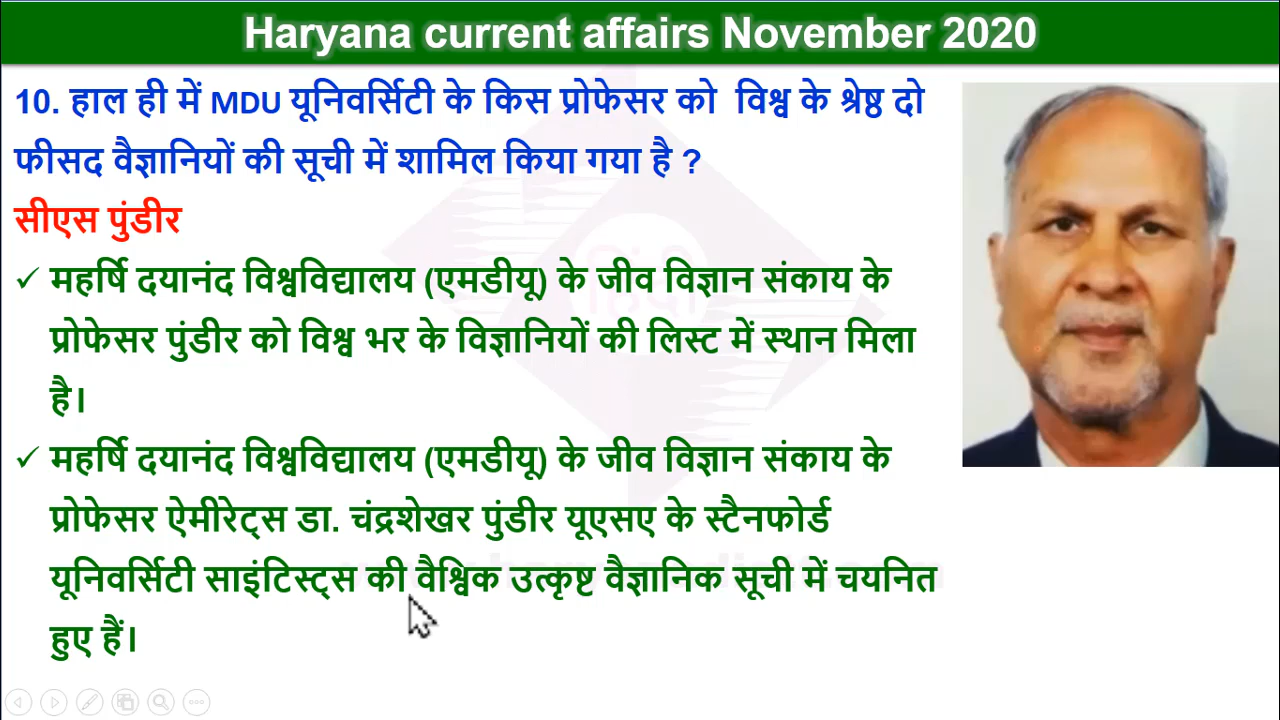 Haryana current affairs November 2020
10. हाल ही में MDU यूनिवर्सिटी के किस प्रोफेसर को विश्व के श्रेष्ठ दो
फीसद वैज्ञानियों की सूची में शामिल किया गया है ?
सीएस पुंडीर
✓ महर्षि दयानंद विश्वविद्यालय (एमडीयू) के जीव विज्ञान संकाय के
प्रोफेसर पुंडीर को विश्व भर के विज्ञानियों की लिस्ट में स्थान मिला
है।
✓ महर्षि दयानंद विश्वविद्यालय (एमडीयू) के जीव विज्ञान संकाय के
प्रोफेसर ऐमीरेट्स डा. चंद्रशेखर पुंडीर यूएसए के स्टैनफोर्ड
यूनिवर्सिटी साइंटिस्ट्स की वैश्विक उत्कृष्ट वैज्ञानिक सूची में चयनित
हुए हैं।